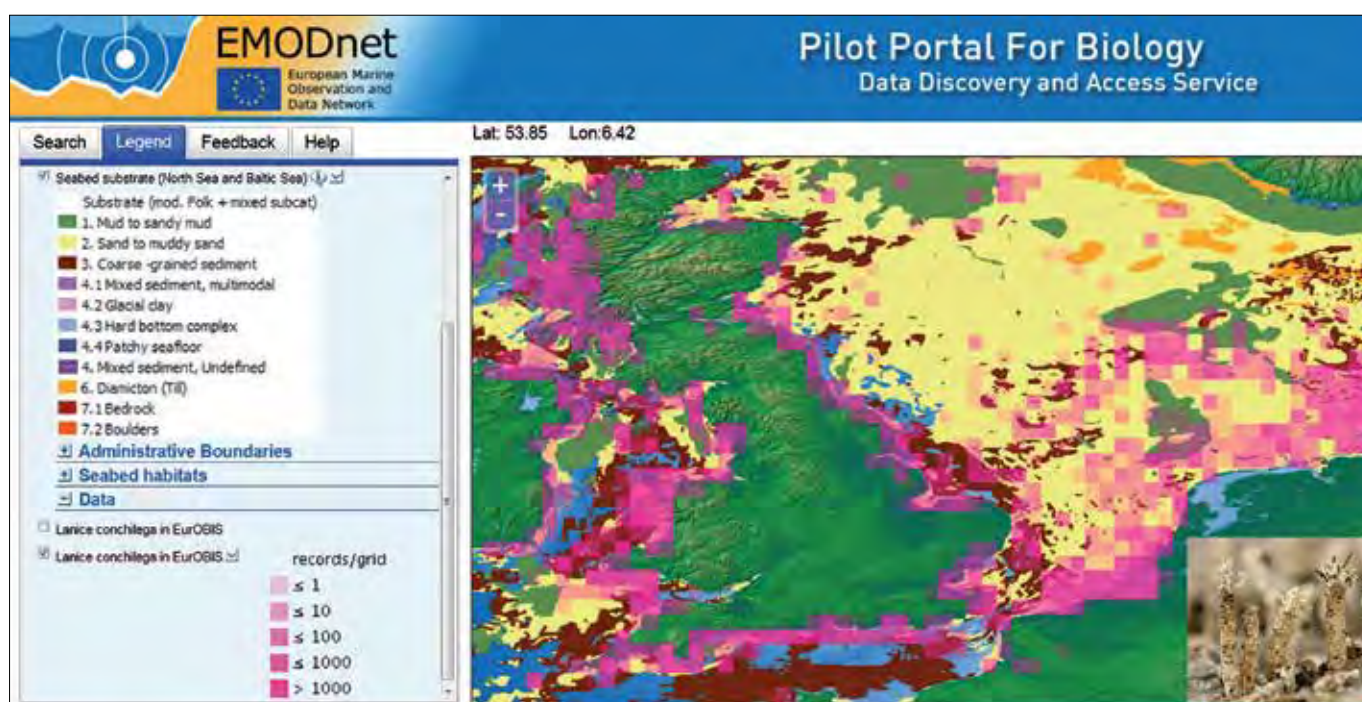 EMODnet
European Marine
Observation and
Data Network
Pilot Portal For Biology
Data Discovery and Access Service
Search Legend Feedback Help
Lat: 53.85 Lon:6.42
Seabed substrate (North Sea and Baltic Sea)
Substrate (mod. Folk + mixed subcat)
1. Mud to sandy mud
2. Sand to muddy sand
3. Coarse -grained sediment
4.1 Mixed sediment, multimodal
4.2 Glacial clay
4.3 Hard bottom complex
4.4 Patchy seafloor
4. Mixed sediment, Undefined
6. Diamicton (Till)
7.1 Bedrock
7.2 Boulders
Administrative Boundaries
Seabed habitats
Data
Lanice conchilega in EurOBIS
Lanice conchilega in EurOBIS
records/grid
≤ 1
≤ 10
≤ 100
≤ 1000
> 1000